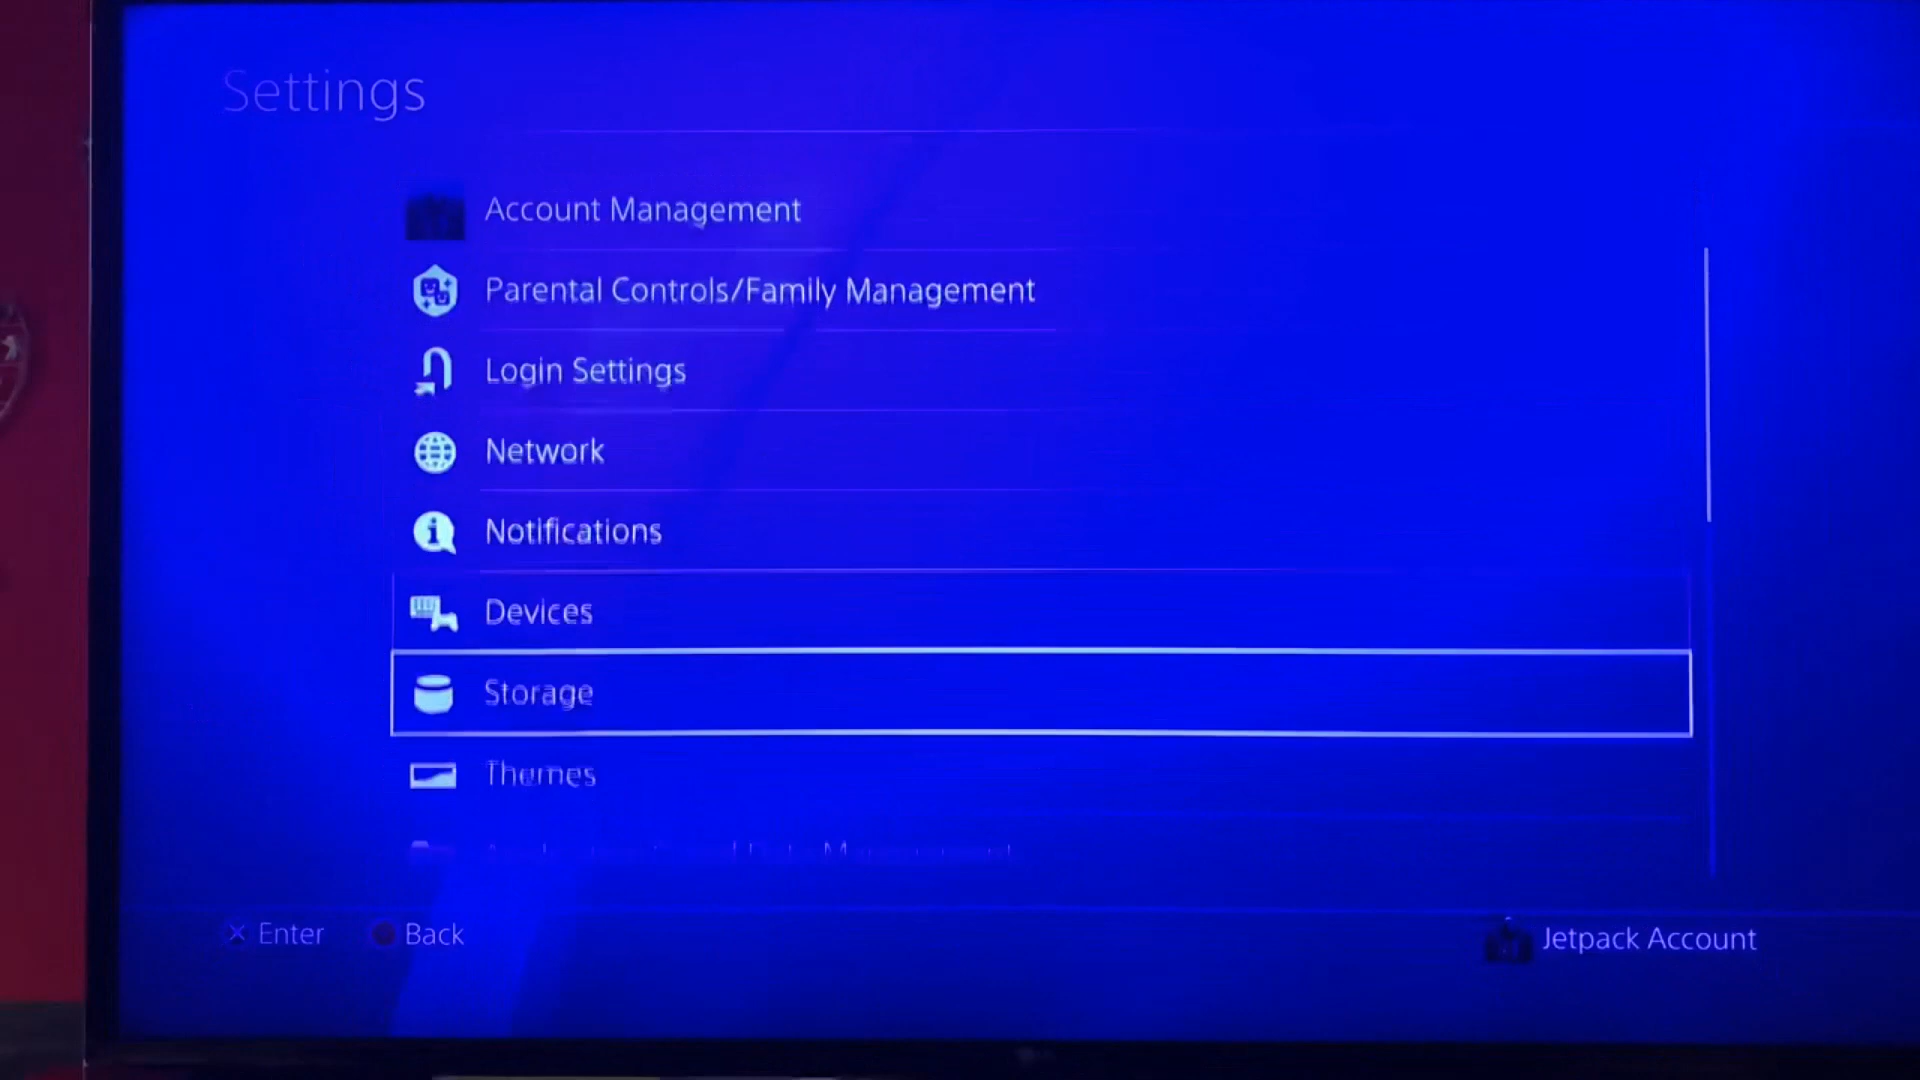 Settings
Account Management
Parental Controls/Family Management
Login Settings
Network
Notifications
Devices
Storage
Themes
Enter
Back
Jetpack Account